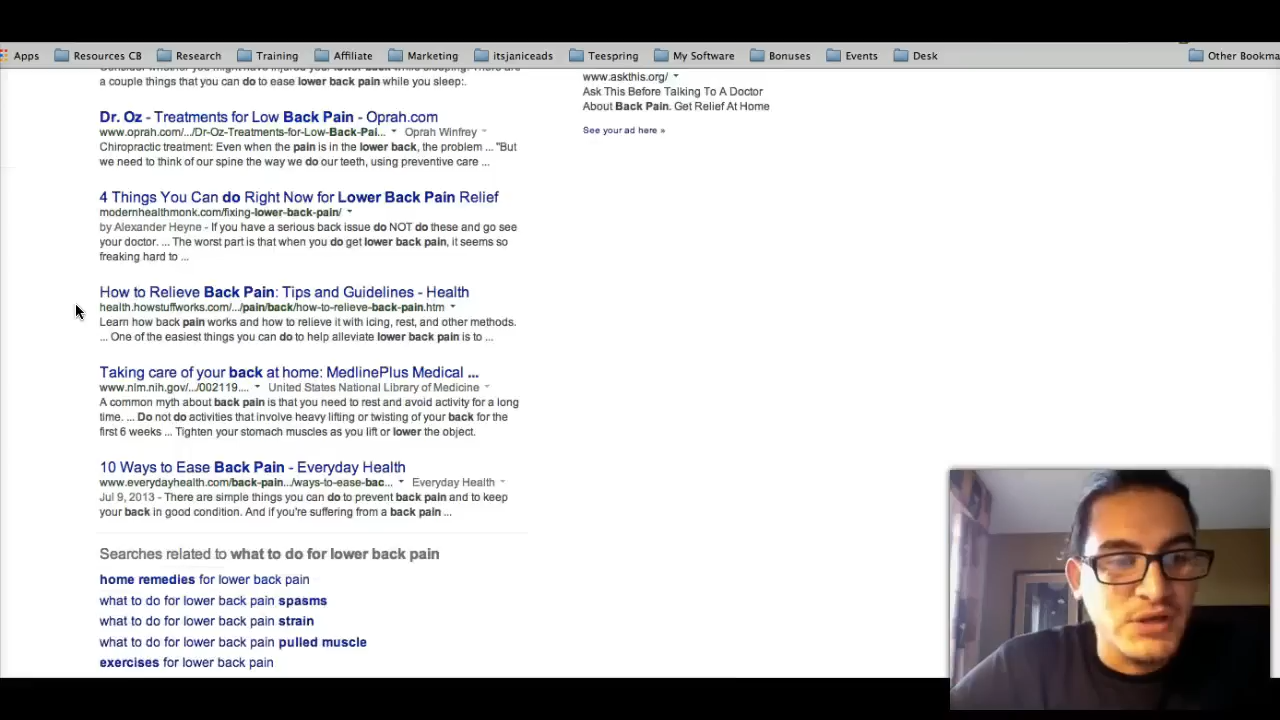 Apps Resources CB Research Training Affiliate Marketing itsjaniceads Teespring My Software Bonuses Events Desk Other Bookma
a couple things that you can do to ease lower back pain while you sleep:.
Dr. Oz - Treatments for Low Back Pain - Oprah.com
www.oprah.com/.../Dr-Oz-Treatments-for-Low-Back-Pai... Oprah Winfrey
Chiropractic treatment: Even when the pain is in the lower back, the problem ... "But
we need to think of our spine the way we do our teeth, using preventive care ...
4 Things You Can do Right Now for Lower Back Pain Relief
modernhealthmonk.com/fixing-lower-back-pain/
by Alexander Heyne - If you have a serious back issue do NOT do these and go see
your doctor. ... The worst part is that when you do get lower back pain, it seems so
freaking hard to ...
How to Relieve Back Pain: Tips and Guidelines - Health
health.howstuffworks.com/.../pain/back/how-to-relieve-back-pain.htm
Learn how back pain works and how to relieve it with icing, rest, and other methods.
... One of the easiest things you can do to help alleviate lower back pain is to ...
Taking care of your back at home: MedlinePlus Medical ...
www.nlm.nih.gov/.../002119.... United States National Library of Medicine
A common myth about back pain is that you need to rest and avoid activity for a long
time. ... Do not do activities that involve heavy lifting or twisting of your back for the
first 6 weeks ... Tighten your stomach muscles as you lift or lower the object.
10 Ways to Ease Back Pain - Everyday Health
www.everydayhealth.com/back-pain.../ways-to-ease-bac... Everyday Health
Jul 9, 2013 - There are simple things you can do to prevent back pain and to keep
your back in good condition. And if you're suffering from a back pain ...
Searches related to what to do for lower back pain
home remedies for lower back pain
what to do for lower back pain spasms
what to do for lower back pain strain
what to do for lower back pain pulled muscle
exercises for lower back pain
www.askthis.org/
Ask This Before Talking To A Doctor
About Back Pain. Get Relief At Home
See your ad here »